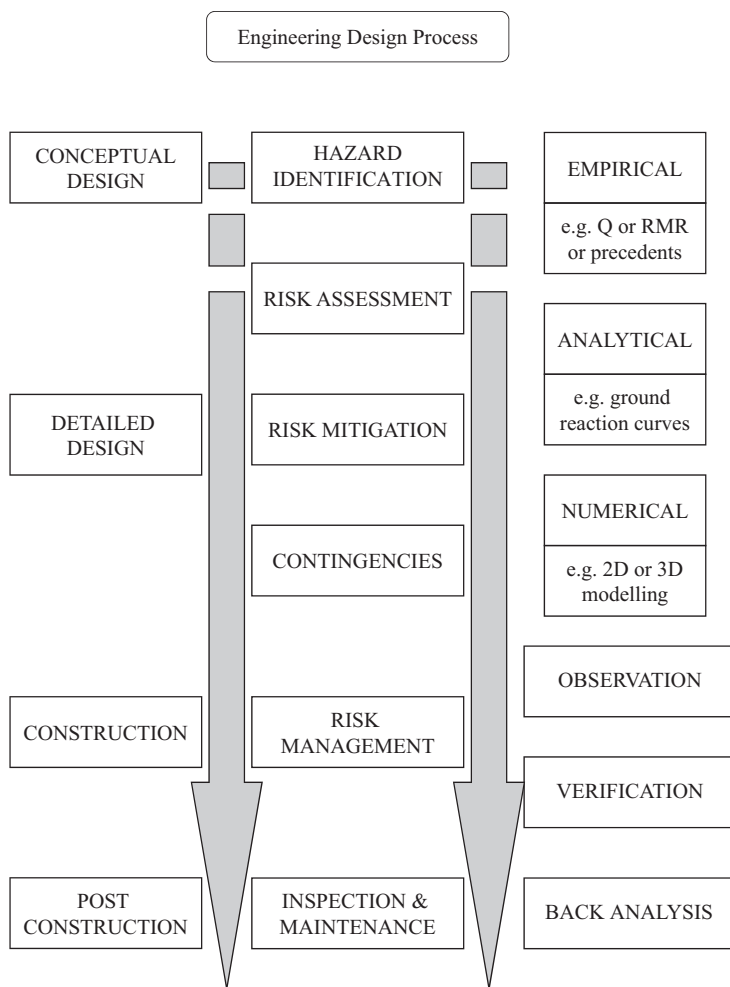 Engineering Design Process
CONCEPTUAL
DESIGN
HAZARD
IDENTIFICATION
EMPIRICAL
e.g. Q or RMR
or precedents
RISK ASSESSMENT
ANALYTICAL
e.g. ground
reaction curves
DETAILED
DESIGN
RISK MITIGATION
NUMERICAL
e.g. 2D or 3D
modelling
CONTINGENCIES
OBSERVATION
CONSTRUCTION
RISK
MANAGEMENT
VERIFICATION
POST
CONSTRUCTION
INSPECTION &
MAINTENANCE
BACK ANALYSIS